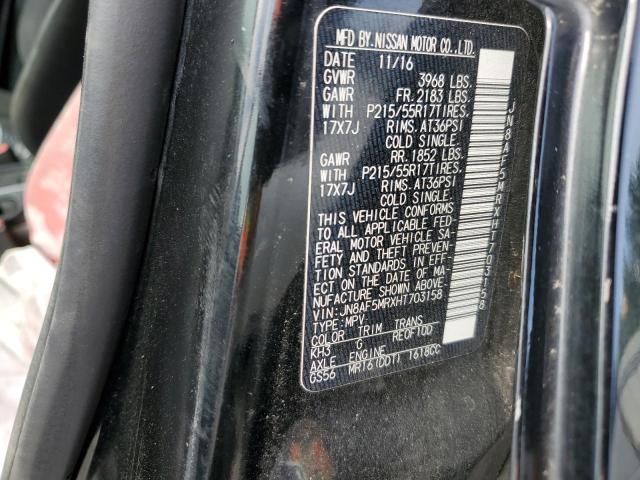 MFD BY. NISSAN MOTOR CO., LTD.
DATE 11/16
GVWR 3968 LBS.
GAWR FR. 2183 LBS.
WITH P215/55R17TIRES,
17X7J RIMS, AT36PSI
COLD SINGLE.
GAWR RR. 1852 LBS.
WITH P215/55R17TIRES,
17X7J RIMS, AT36PSI
COLD SINGLE.
THIS VEHICLE CONFORMS
TO ALL APPLICABLE FED-
ERAL MOTOR VEHICLE SA-
FETY AND THEFT PREVEN-
TION STANDARDS IN EFF-
ECT ON THE DATE OF MA-
NUFACTURE SHOWN ABOVE.
VIN: JN8AF5MRXHT703158
TYPE: MPV
COLOR TRIM TRANS
KH3 G RE0F10D
AXLE ENGINE
GS56 MR16(DDT) 1618CC
JN8AF5MRXHT703158